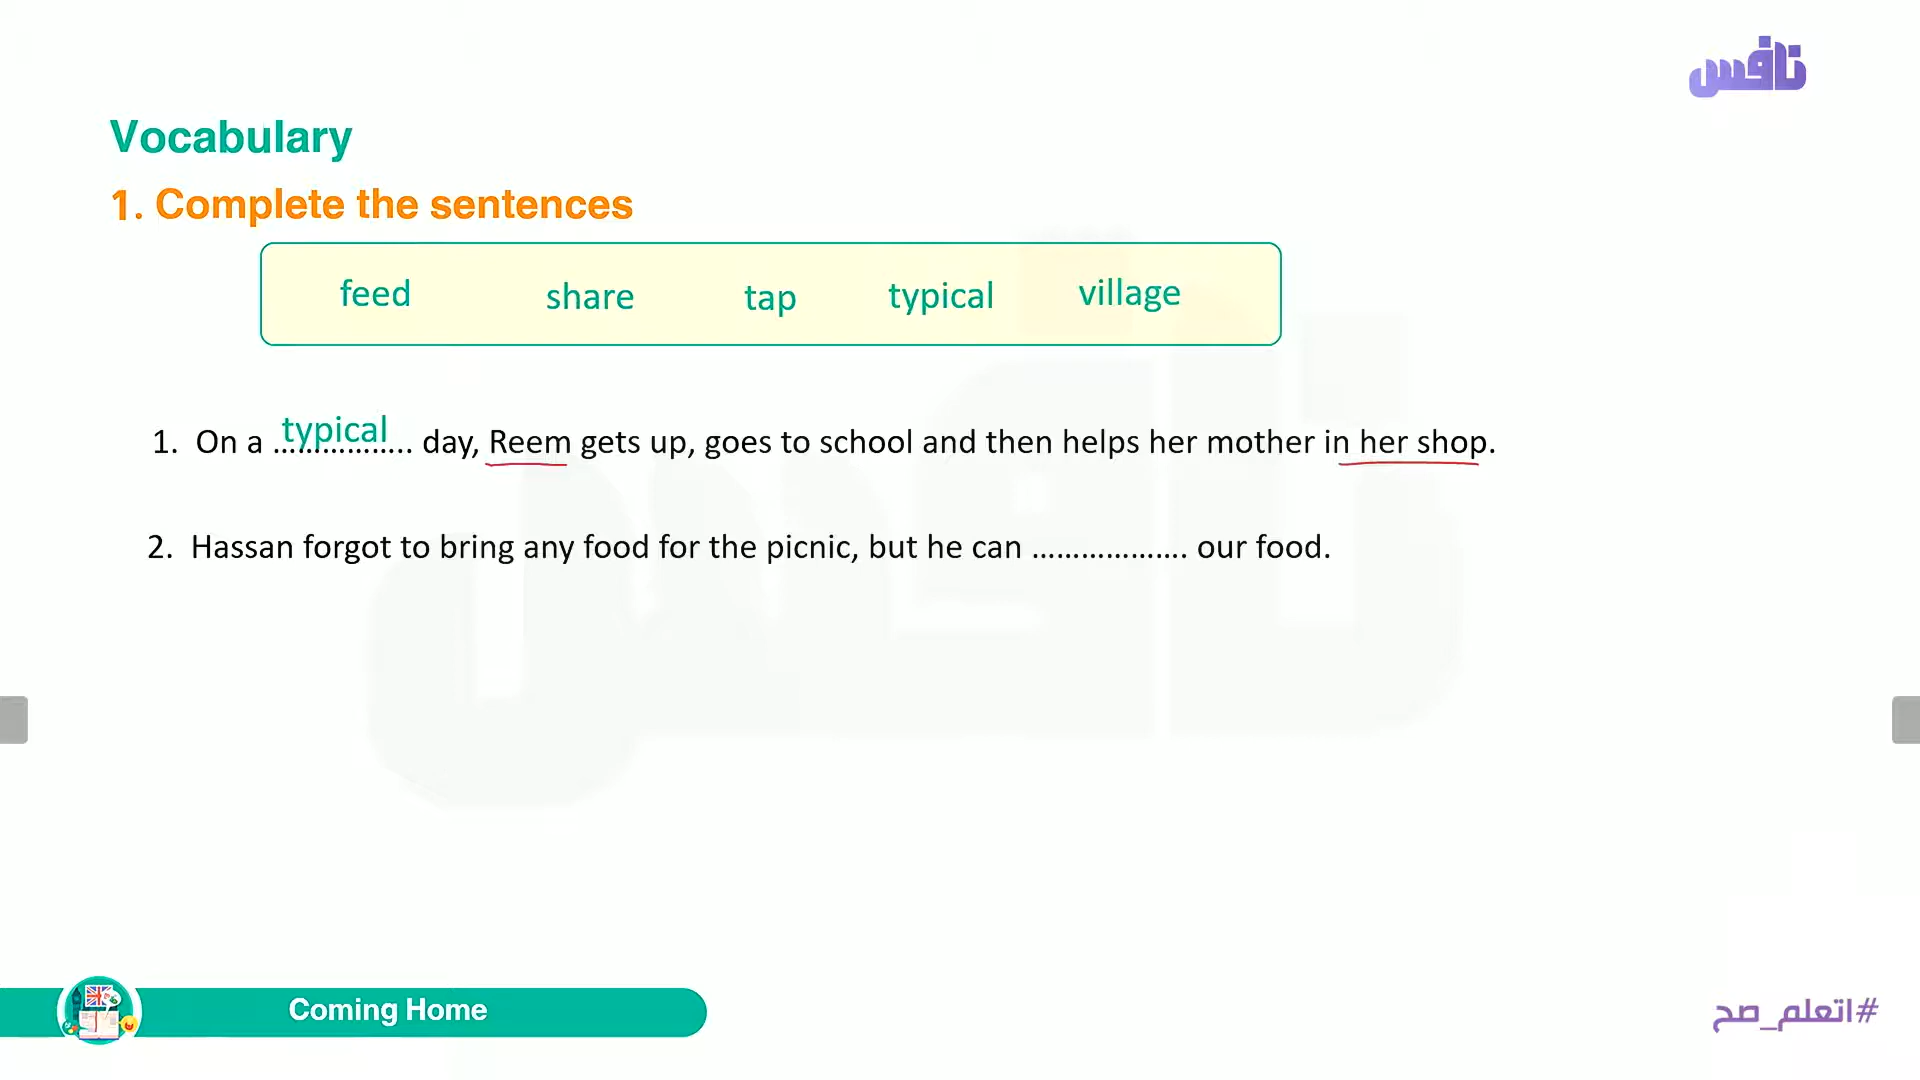 نافس
Vocabulary
1. Complete the sentences
feed share tap typical village
1. On a typical ................. day, Reem gets up, goes to school and then helps her mother in her shop.
2. Hassan forgot to bring any food for the picnic, but he can ................... our food.
Coming Home
#اتعلم_صح